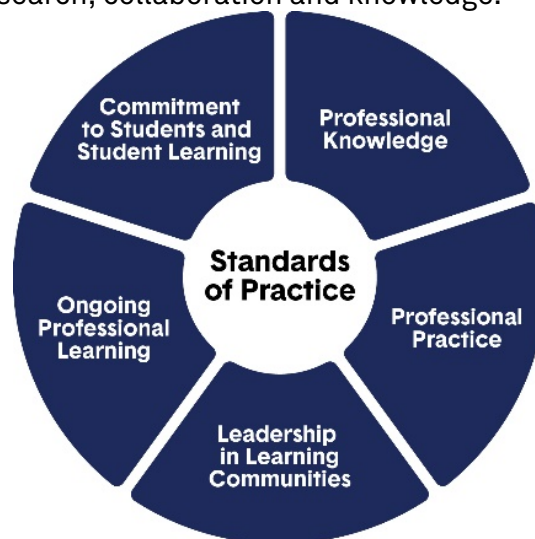 collaboration and knowledge.
Commitment
to Students and
Student Learning
Professional
Knowledge
Standards
of Practice
Ongoing
Professional
Learning
Professional
Practice
Leadership
in Learning
Communities